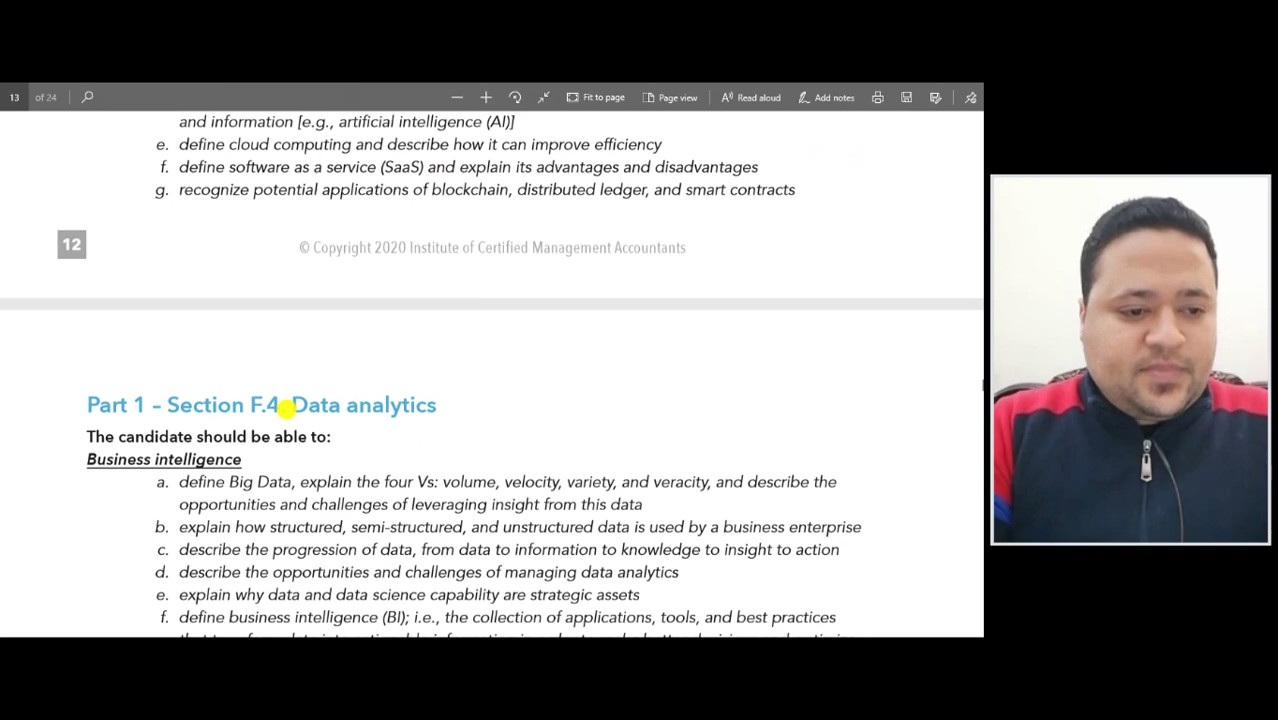 13 of 24 Fit to page Page view Read aloud Add notes
and information [e.g., artificial intelligence (AI)]
e. define cloud computing and describe how it can improve efficiency
f. define software as a service (SaaS) and explain its advantages and disadvantages
g. recognize potential applications of blockchain, distributed ledger, and smart contracts
12 © Copyright 2020 Institute of Certified Management Accountants
Part 1 – Section F.4. Data analytics
The candidate should be able to:
Business intelligence
a. define Big Data, explain the four Vs: volume, velocity, variety, and veracity, and describe the
opportunities and challenges of leveraging insight from this data
b. explain how structured, semi-structured, and unstructured data is used by a business enterprise
c. describe the progression of data, from data to information to knowledge to insight to action
d. describe the opportunities and challenges of managing data analytics
e. explain why data and data science capability are strategic assets
f. define business intelligence (BI); i.e., the collection of applications, tools, and best practices